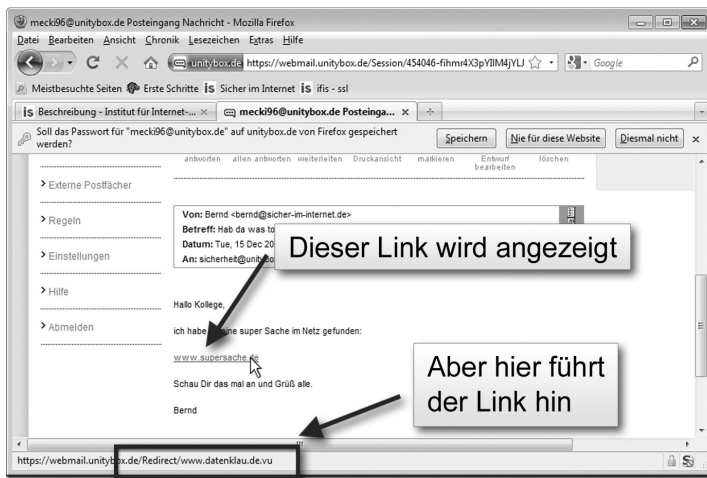 mecki96@unitybox.de Posteingang Nachricht - Mozilla Firefox
Datei Bearbeiten Ansicht Chronik Lesezeichen Extras Hilfe
unitybox.de https://webmail.unitybox.de/Session/454046-fihmr4X3pYIlM4jYLJ Google
Meistbesuchte Seiten Erste Schritte is Sicher im Internet is ifis - ssl
is Beschreibung - Institut für Internet-... mecki96@unitybox.de Posteinga...
Soll das Passwort für "mecki96@unitybox.de" auf unitybox.de von Firefox gespeichert
werden?
Speichern Nie für diese Website Diesmal nicht
antworten allen antworten weiterleiten Druckansicht markieren Entwurf löschen
bearbeiten
Externe Postfächer
Regeln
Einstellungen
Hilfe
Abmelden
Von: Bernd <bernd@sicher-im-internet.de>
Betreff: Hab da was to
Datum: Tue, 15 Dec 20
An: sicherheit@unitybo
Dieser Link wird angezeigt
Hallo Kollege,
ich habe eine super Sache im Netz gefunden:
www.supersache.de
Schau Dir das mal an und Grüß alle.
Bernd
Aber hier führt
der Link hin
https://webmail.unitybox.de/Redirect/www.datenklau.de.vu